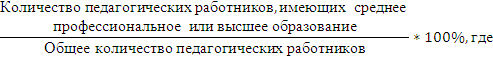 Количество педагогических работников, имеющих среднее
профессиональное или высшее образование
Общее количество педагогических работников
* 100%, где